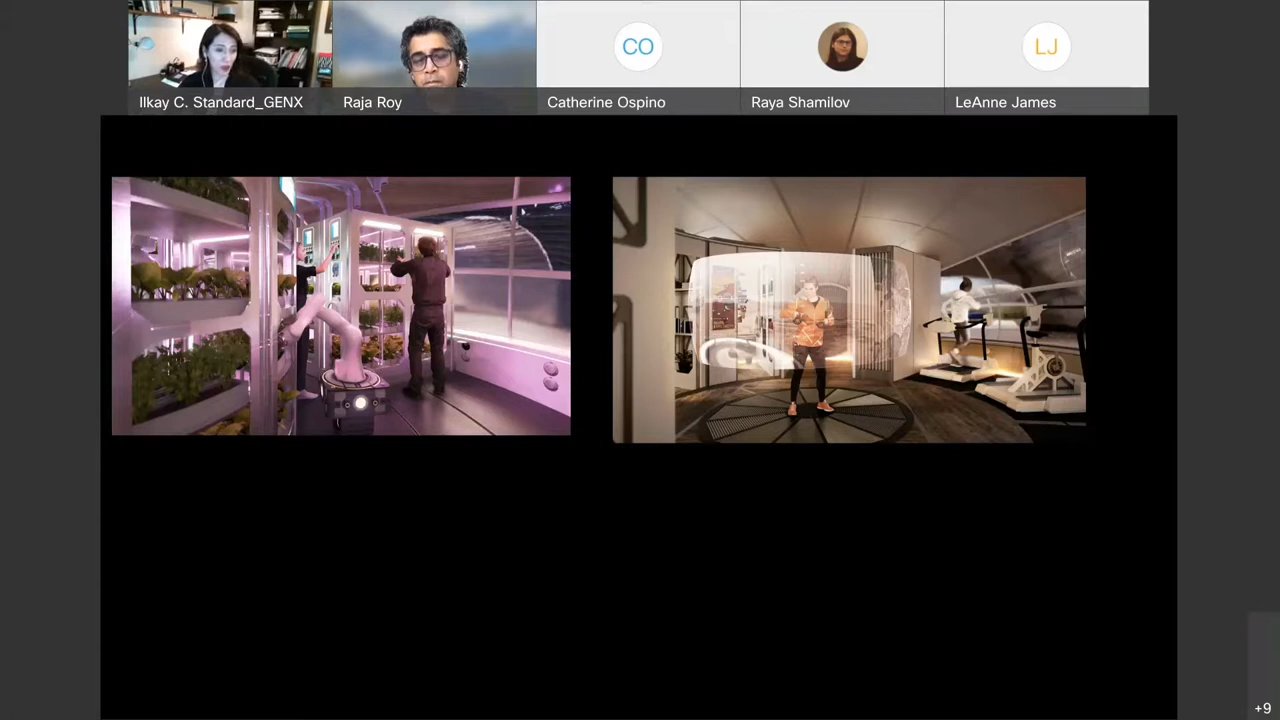 Ilkay C. Standard_GENX
Raja Roy
CO
Catherine Ospino
Raya Shamilov
LJ
LeAnne James
+9